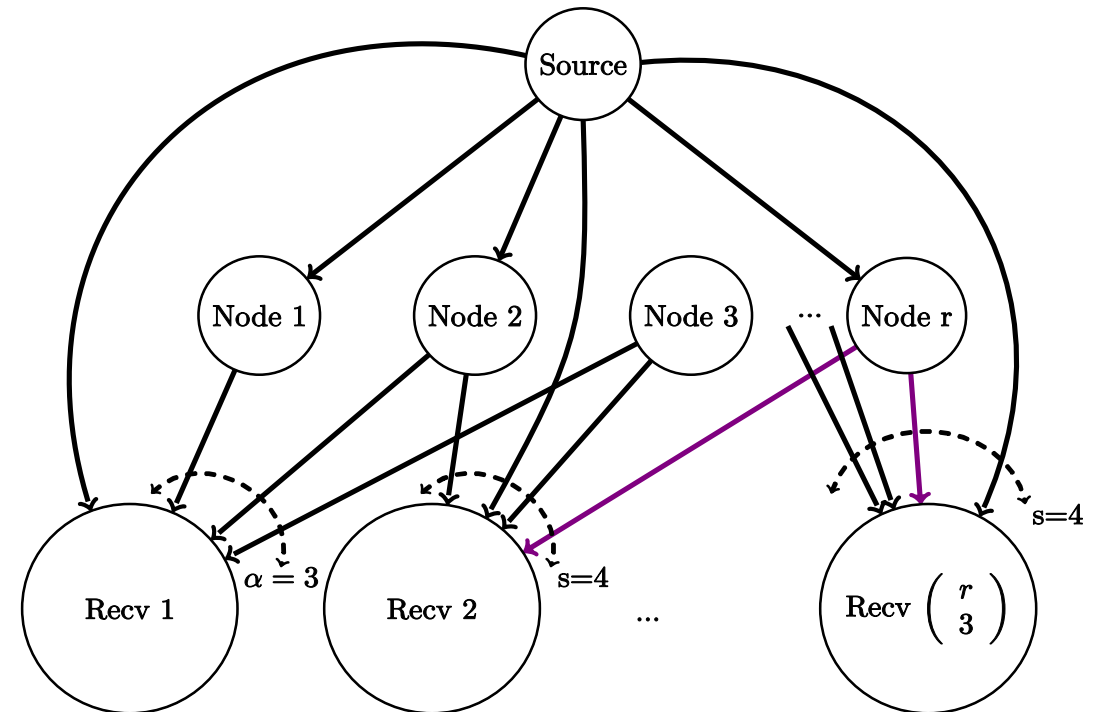 Source
Node 1
Node 2
Node 3
...
Node r
s=4
α = 3
s=4
Recv 1
Recv 2
...
Recv ( r
3 )